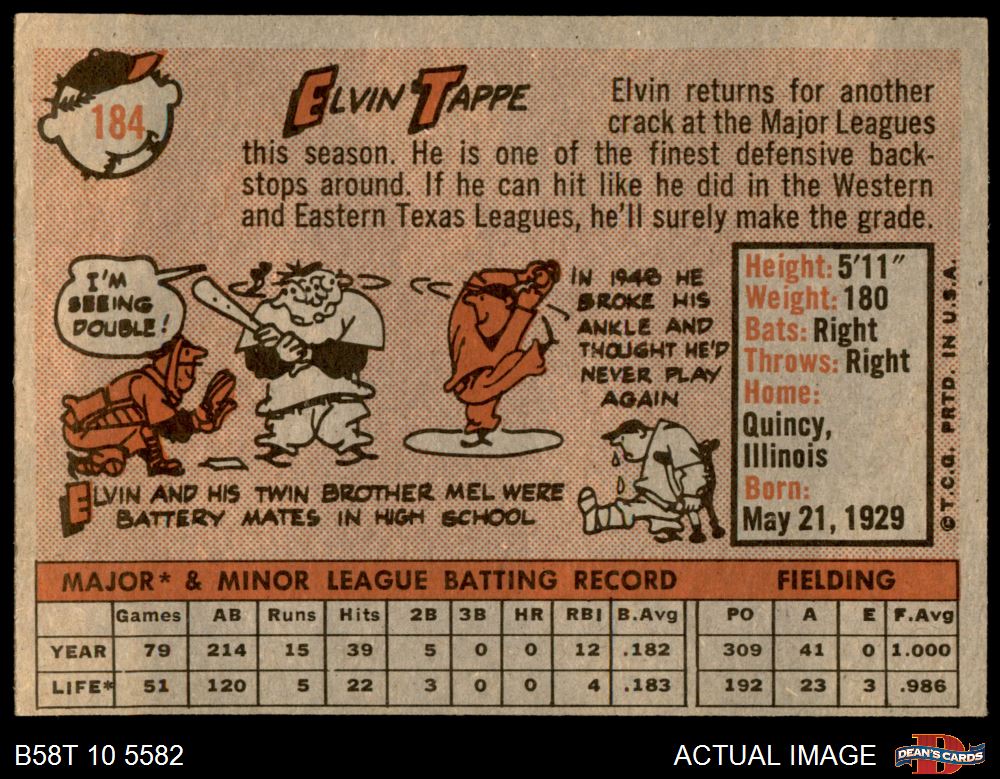 184
ELVIN TAPPE
Elvin returns for another
crack at the Major Leagues
this season. He is one of the finest defensive back-
stops around. If he can hit like he did in the Western
and Eastern Texas Leagues, he'll surely make the grade.
I'M
SEEING
DOUBLE!
IN 1948 HE
BROKE HIS
ANKLE AND
THOUGHT HE'D
NEVER PLAY
AGAIN
ELVIN AND HIS TWIN BROTHER MEL WERE
BATTERY MATES IN HIGH SCHOOL
Height: 5'11"
Weight: 180
Bats: Right
Throws: Right
Home:
Quincy,
Illinois
Born:
May 21, 1929
© T.C.G. PRTD. IN U.S.A.
MAJOR* & MINOR LEAGUE BATTING RECORD FIELDING
Games AB Runs Hits 2B 3B HR RBI B.Avg PO A E F.Avg
YEAR 79 214 15 39 5 0 0 12 .182 309 41 0 1.000
LIFE* 51 120 5 22 3 0 0 4 .183 192 23 3 .986
B58T 10 5582 ACTUAL IMAGE DEAN'S CARDS